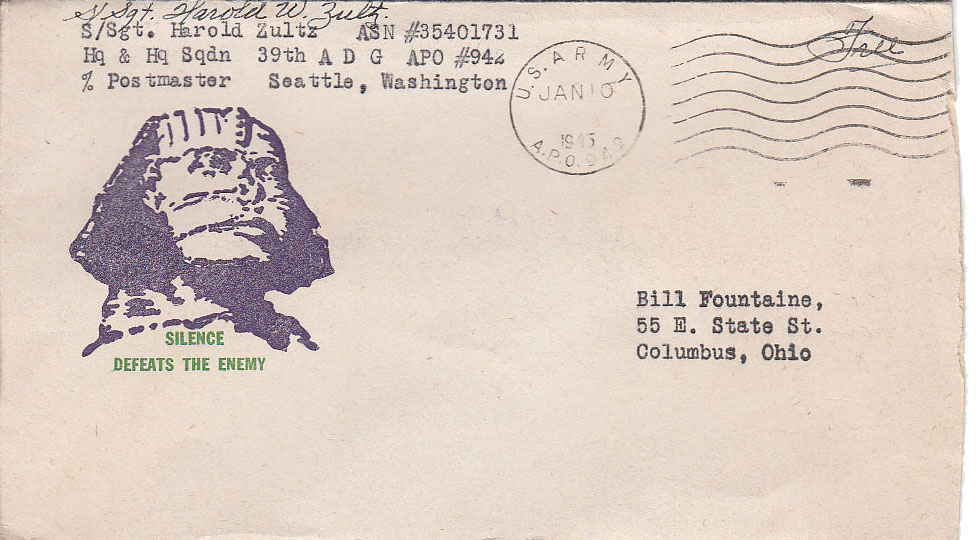 S/Sgt. Harold W. Zultz.
S/Sgt. Harold Zultz ASN #35401731
Hq & Hq Sqdn 39th A D G APO #942
% Postmaster Seattle, Washington
U.S. ARMY
JAN 10
1945
A.P.O. 942
Free
SILENCE
DEFEATS THE ENEMY
Bill Fountaine,
55 E. State St.
Columbus, Ohio